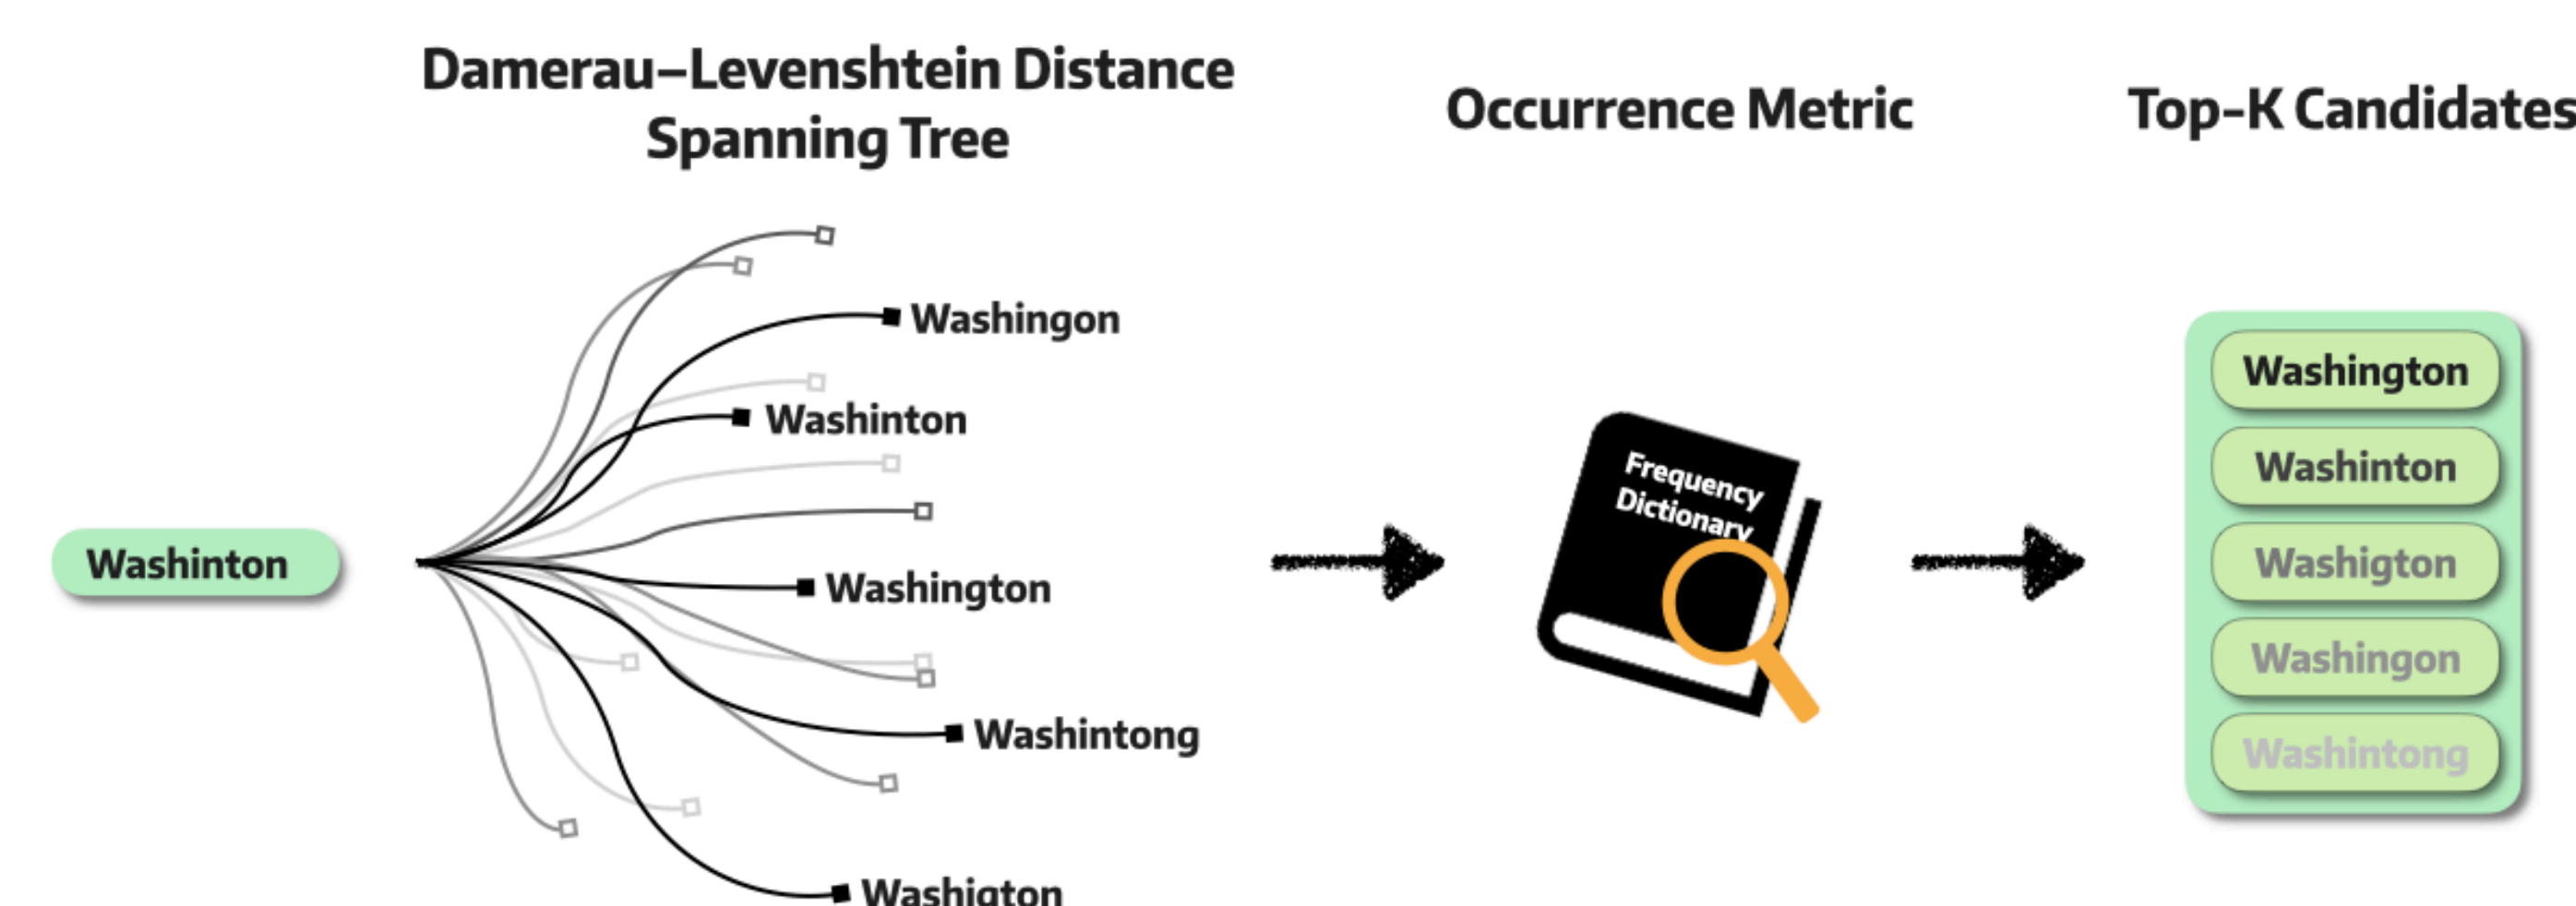 Damerau–Levenshtein Distance
Spanning Tree
Occurrence Metric
Top-K Candidates
Washinton
Washingon
Washinton
Washington
Washintong
Washigton
Frequency
Dictionary
Washington
Washinton
Washigton
Washingon
Washintong